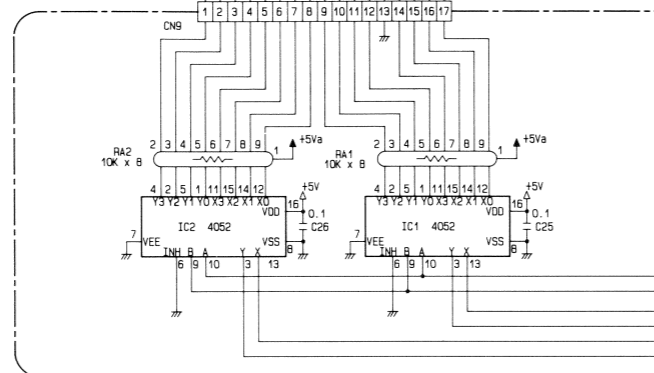 1 2 3 4 5 6 7 8 9 10 11 12 13 14 15 16 17
CN9
2 3 4 5 6 7 8 9
1
+5Va
RA2
10K x 8
2 3 4 5 6 7 8 9
1
+5Va
RA1
10K x 8
4 2 5 1 11 15 14 12
Y3 Y2 Y1 Y0 X3 X2 X1 X0
+5V
16
VDD
0.1
C26
IC2 4052
7
VEE
VSS
8
INH B A Y X
6 9 10 3 13
4 2 5 1 11 15 14 12
Y3 Y2 Y1 Y0 X3 X2 X1 X0
+5V
16
VDD
0.1
C25
IC1 4052
7
VEE
VSS
8
INH B A Y X
6 9 10 3 13